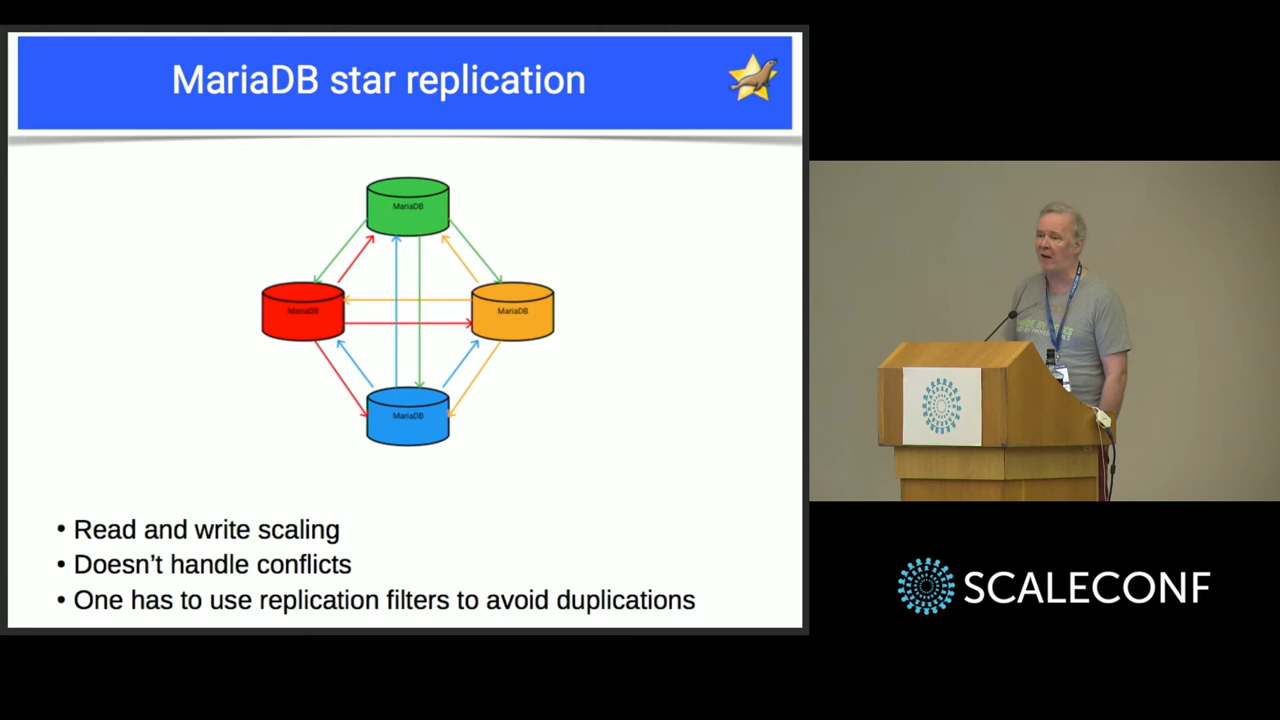 MariaDB star replication
MariaDB
MariaDB
MariaDB
MariaDB
• Read and write scaling
• Doesn't handle conflicts
• One has to use replication filters to avoid duplications
SCALECONF